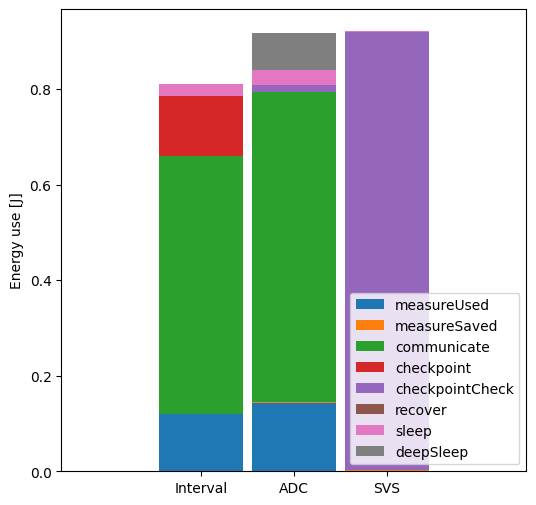 Energy use [J]
0.8
0.6
0.4
0.2
0.0
measureUsed
measureSaved
communicate
checkpoint
checkpointCheck
recover
sleep
deepSleep
Interval ADC SVS